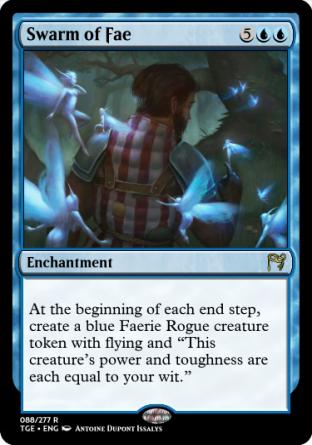 Swarm of Fae 5
Enchantment
At the beginning of each end step,
create a blue Faerie Rogue creature
token with flying and “This
creature’s power and toughness are
each equal to your wit.”
088/277 R
TGE • ENG Antoine Dupont Issalys